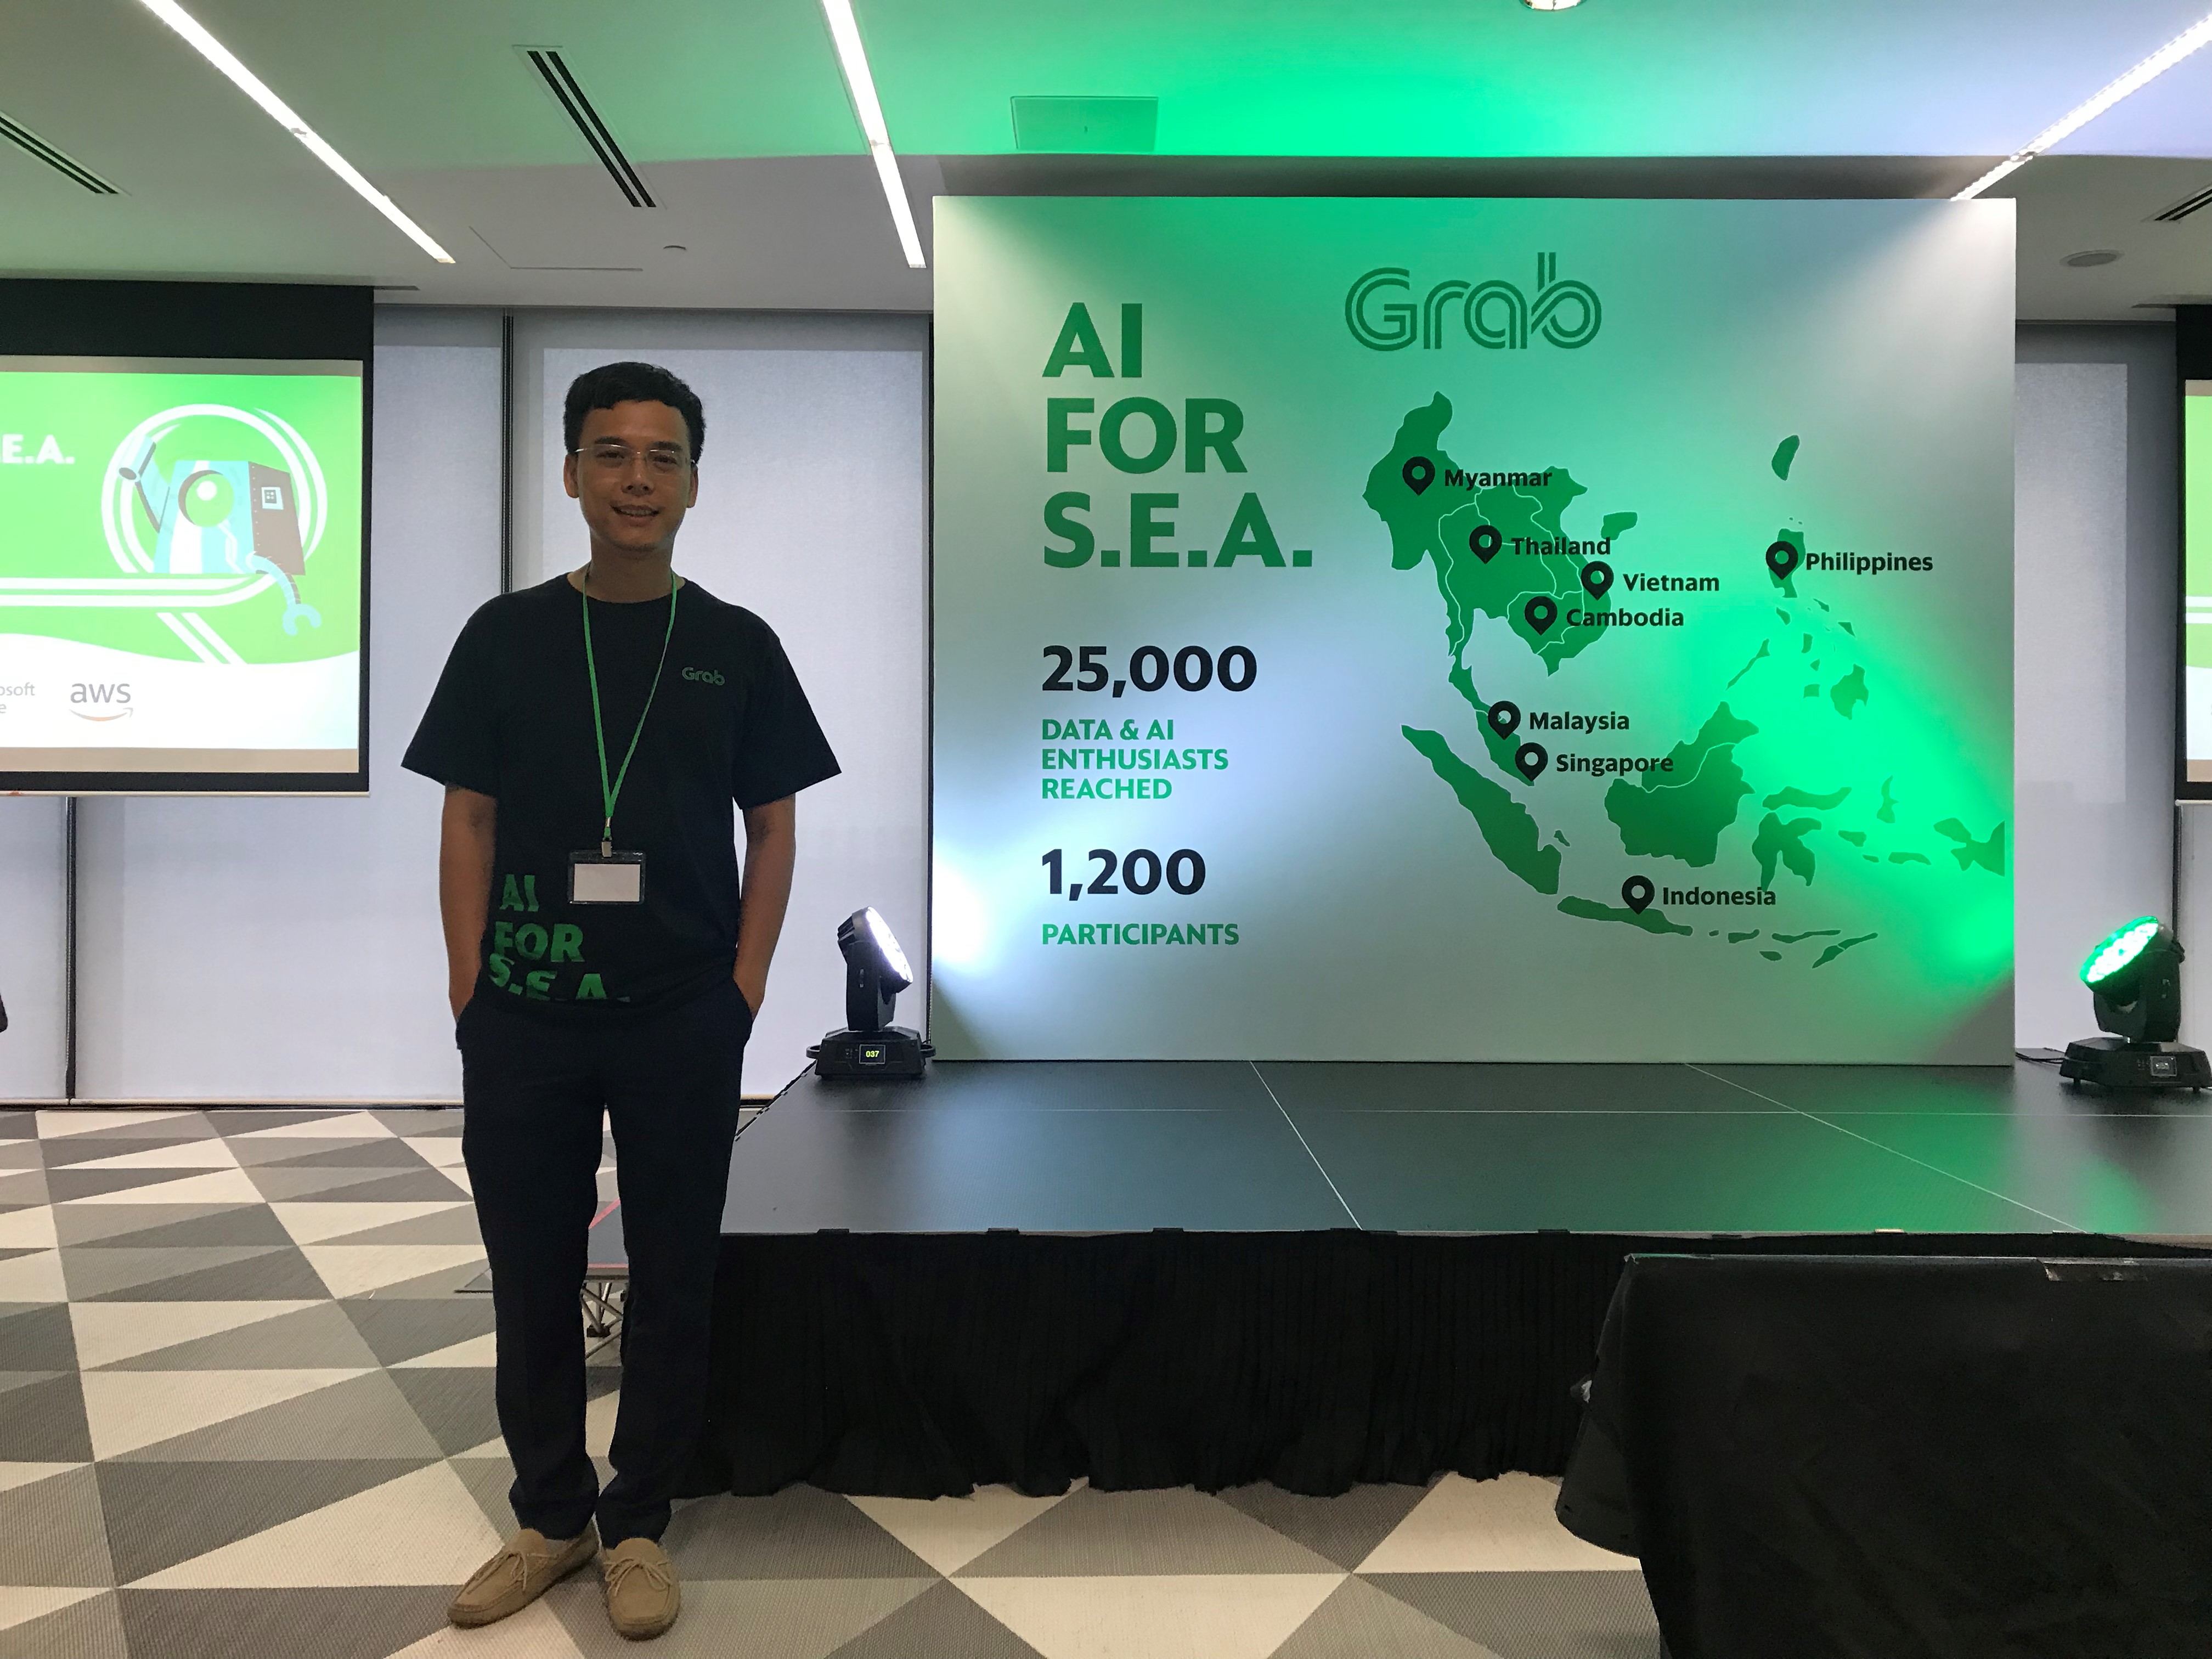 E.A.
aws
Grab
AI
FOR
S.E.A.
037
Grab
AI
FOR
S.E.A.
25,000
DATA & AI
ENTHUSIASTS
REACHED
1,200
PARTICIPANTS
Myanmar
Thailand
Vietnam
Cambodia
Philippines
Malaysia
Singapore
Indonesia